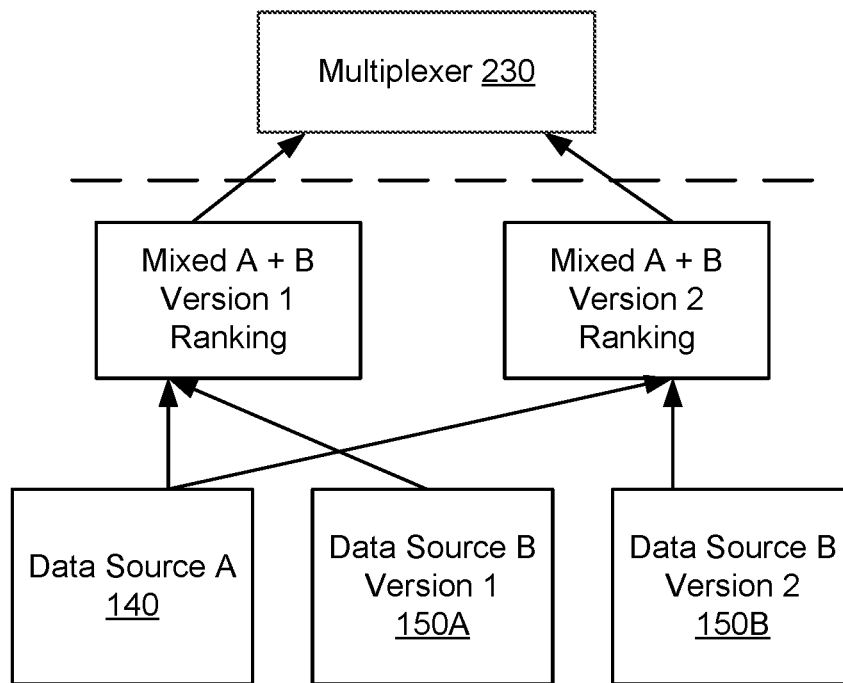 Multiplexer 230
Mixed A + B
Version 1
Ranking
Mixed A + B
Version 2
Ranking
Data Source A
140
Data Source B
Version 1
150A
Data Source B
Version 2
150B